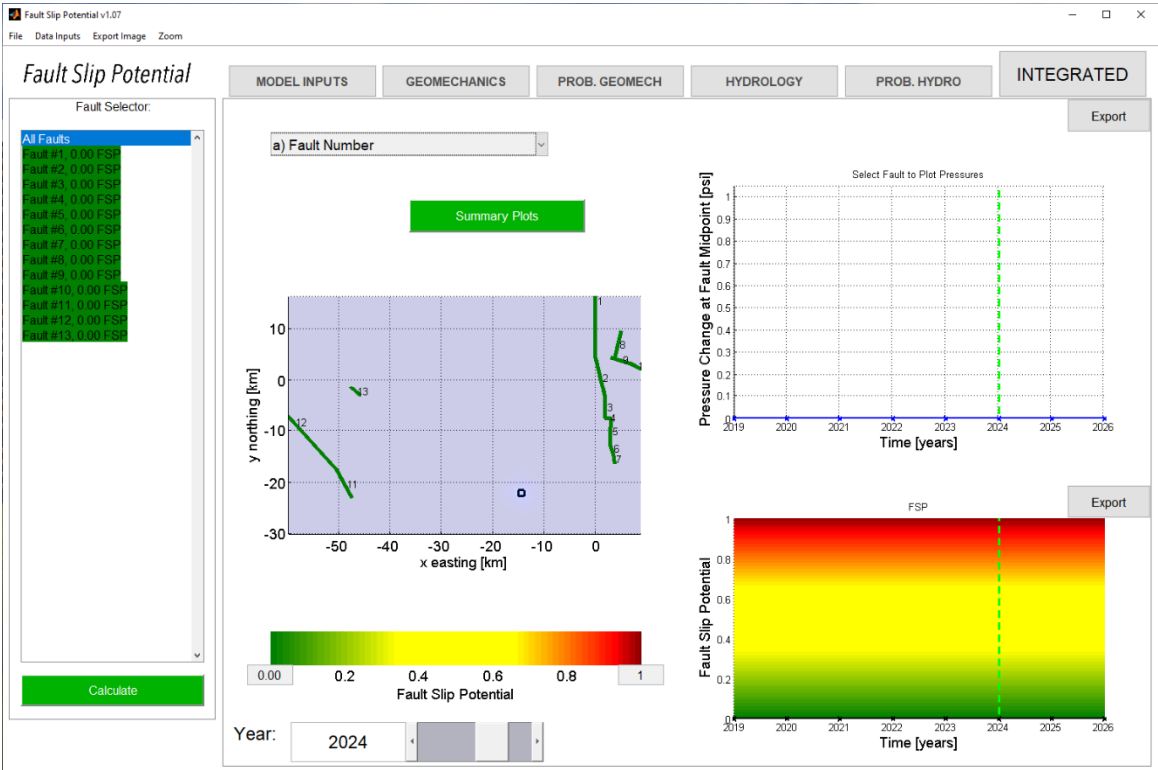 Fault Slip Potential v1.07
File Data Inputs Export Image Zoom
Fault Slip Potential
MODEL INPUTS
GEOMECHANICS
PROB. GEOMECH
HYDROLOGY
PROB. HYDRO
INTEGRATED
Fault Selector:
All Faults
Fault #1, 0.00 FSP
Fault #2, 0.00 FSP
Fault #3, 0.00 FSP
Fault #4, 0.00 FSP
Fault #5, 0.00 FSP
Fault #6, 0.00 FSP
Fault #7, 0.00 FSP
Fault #8, 0.00 FSP
Fault #9, 0.00 FSP
Fault #10, 0.00 FSP
Fault #11, 0.00 FSP
Fault #12, 0.00 FSP
Fault #13, 0.00 FSP
Calculate
a) Fault Number
Summary Plots
y northing [km]
10
0
-10
-20
-30
1
8
9
1
2
13
3
4
12
5
6
7
11
-50 -40 -30 -20 -10 0
x easting [km]
0.00 0.2 0.4 0.6 0.8 1
Fault Slip Potential
Year: 2024
Export
Select Fault to Plot Pressures
Pressure Change at Fault Midpoint [psi]
1
0.9
0.8
0.7
0.6
0.5
0.4
0.3
0.2
0.1
0
2019 2020 2021 2022 2023 2024 2025 2026
Time [years]
Export
FSP
Fault Slip Potential
1
0.8
0.6
0.4
0.2
0
2019 2020 2021 2022 2023 2024 2025 2026
Time [years]